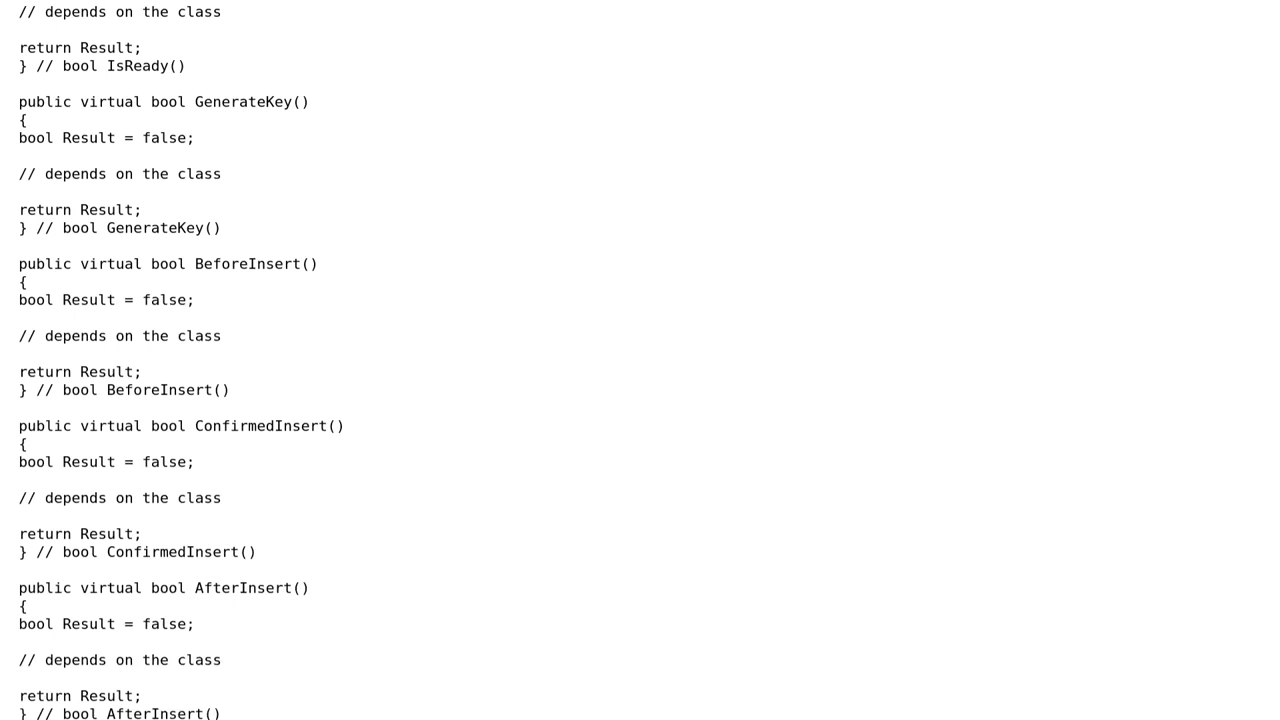 // depends on the class
return Result;
} // bool IsReady()
public virtual bool GenerateKey()
{
bool Result = false;
// depends on the class
return Result;
} // bool GenerateKey()
public virtual bool BeforeInsert()
{
bool Result = false;
// depends on the class
return Result;
} // bool BeforeInsert()
public virtual bool ConfirmedInsert()
{
bool Result = false;
// depends on the class
return Result;
} // bool ConfirmedInsert()
public virtual bool AfterInsert()
{
bool Result = false;
// depends on the class
return Result;
} // bool AfterInsert()